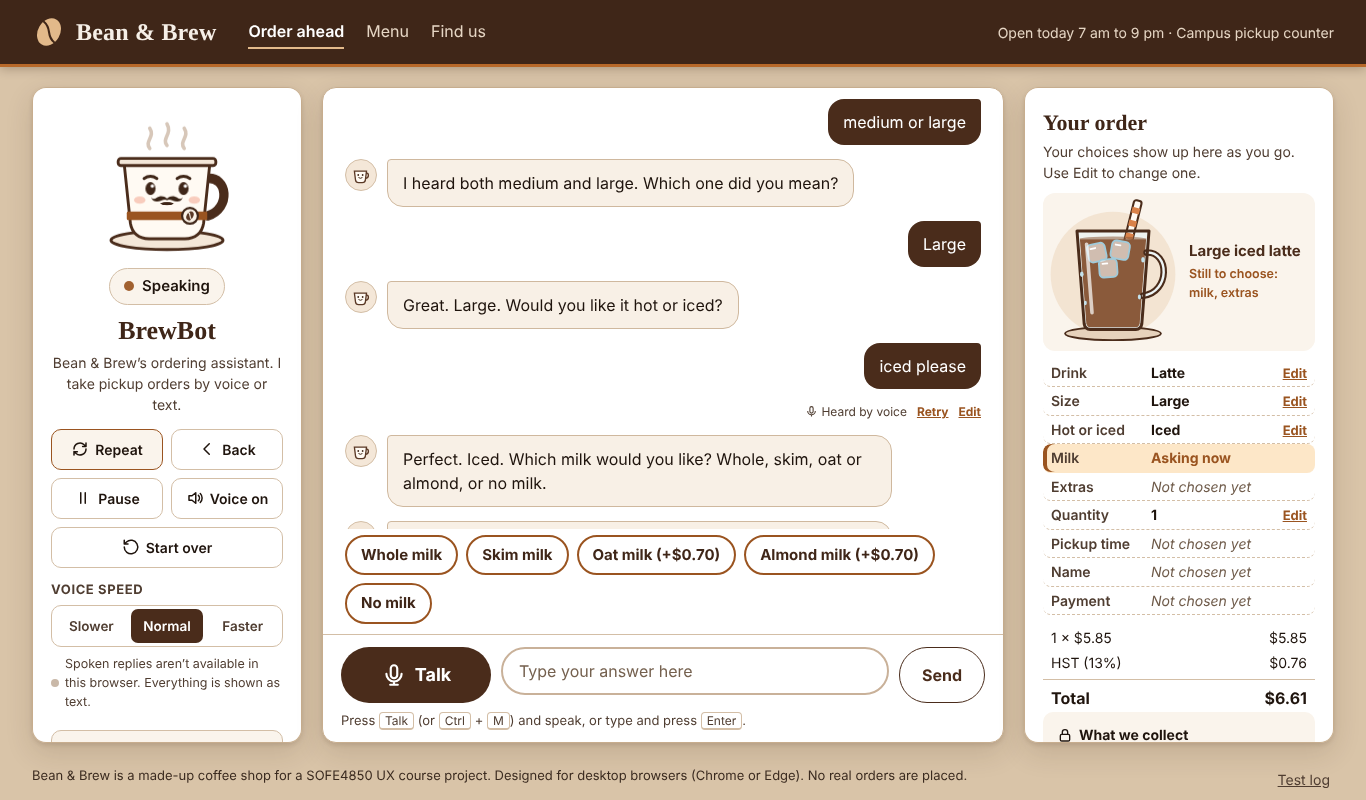 Bean & Brew
Order ahead
Menu
Find us
Open today 7 am to 9 pm · Campus pickup counter
Speaking
BrewBot
Bean & Brew’s ordering assistant. I
take pickup orders by voice or
text.
Repeat
Back
Pause
Voice on
Start over
VOICE SPEED
Slower
Normal
Faster
Spoken replies aren’t available in
this browser. Everything is shown as
text.
medium or large
I heard both medium and large. Which one did you mean?
Large
Great. Large. Would you like it hot or iced?
iced please
Heard by voice Retry Edit
Perfect. Iced. Which milk would you like? Whole, skim, oat or
almond, or no milk.
Whole milk
Skim milk
Oat milk (+$0.70)
Almond milk (+$0.70)
No milk
Talk
Type your answer here
Send
Press Talk (or Ctrl + M) and speak, or type and press Enter.
Your order
Your choices show up here as you go.
Use Edit to change one.
Large iced latte
Still to choose:
milk, extras
Drink Latte Edit
Size Large Edit
Hot or iced Iced Edit
Milk Asking now
Extras Not chosen yet
Quantity 1 Edit
Pickup time Not chosen yet
Name Not chosen yet
Payment Not chosen yet
1 × $5.85 $5.85
HST (13%) $0.76
Total $6.61
What we collect
Bean & Brew is a made-up coffee shop for a SOFE4850 UX course project. Designed for desktop browsers (Chrome or Edge). No real orders are placed.
Test log